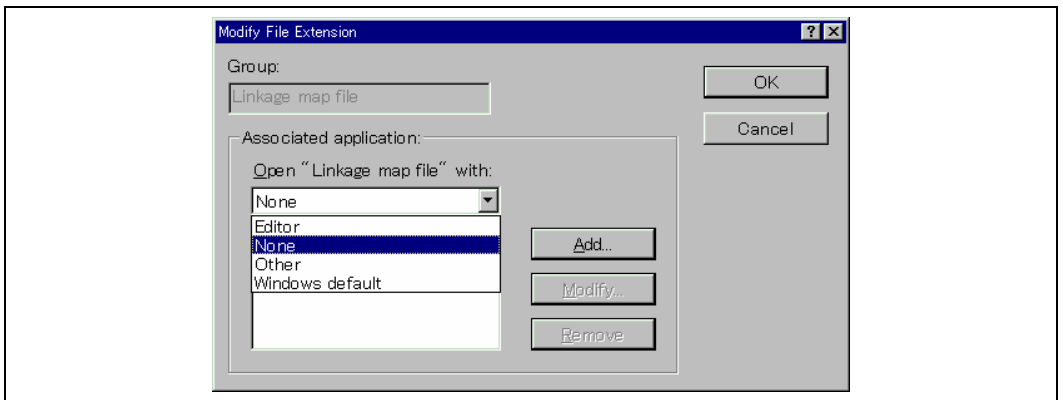 Modify File Extension
Group:
Linkage map file
OK
Cancel
Associated application:
Open "Linkage map file" with:
None
Editor
None
Other
Windows default
Add...
Modify...
Remove